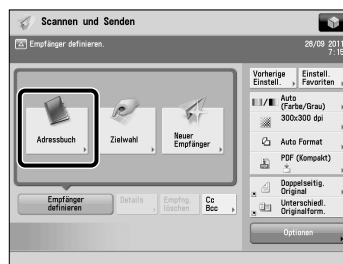 Scannen und Senden
Empfänger definieren.
28/09 2011
7:15
Vorherige
Einstell.
Einstell.
Favoriten
Auto
(Farbe/Grau)
300x300 dpi
Adressbuch
Zielwahl
Neuer
Empfänger
Auto Format
PDF (Kompakt)
Doppelseitig.
Original
Empfänger
definieren
Details
Empfng.
löschen
Cc
Bcc
Unterschiedl.
Originalform.
Optionen